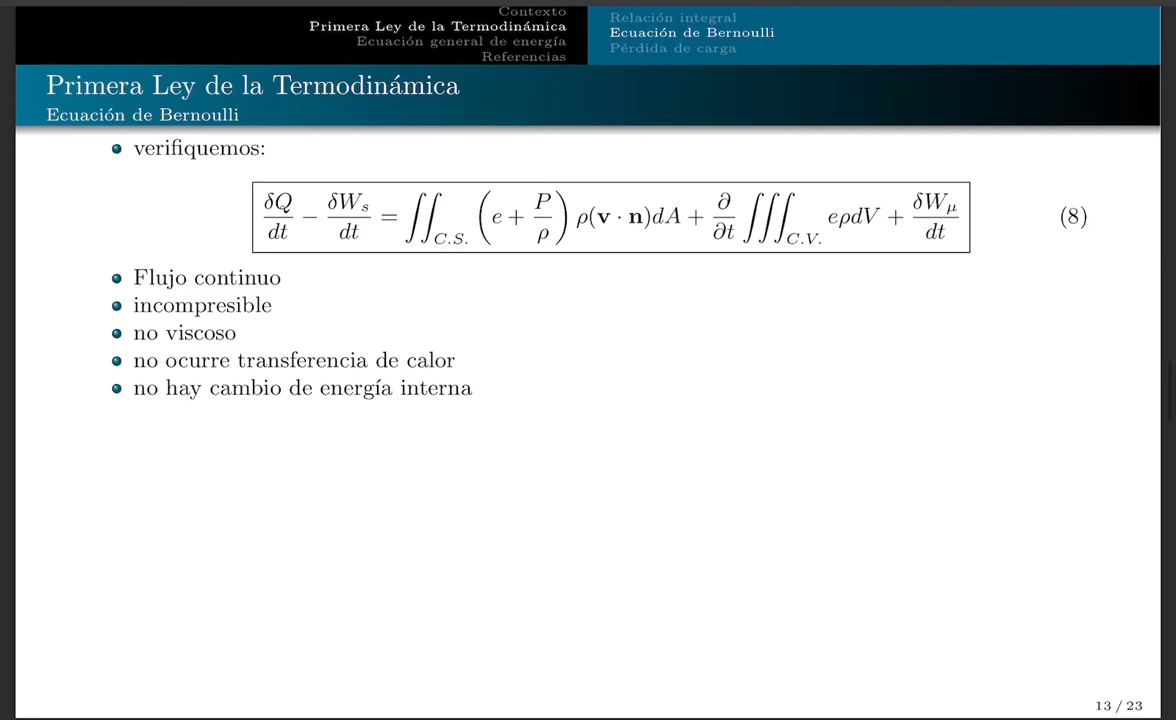 Contexto
Primera Ley de la Termodinámica
Ecuación general de energía
Referencias
Relación integral
Ecuación de Bernoulli
Pérdida de carga
Primera Ley de la Termodinámica
Ecuación de Bernoulli
verifiquemos:
δQ/dt − δW_s/dt = ∬_{C.S.} (e + P/ρ) ρ(v · n)dA + ∂/∂t ∭_{C.V.} eρdV + δW_μ/dt (8)
Flujo continuo
incompresible
no viscoso
no ocurre transferencia de calor
no hay cambio de energía interna
13 / 23